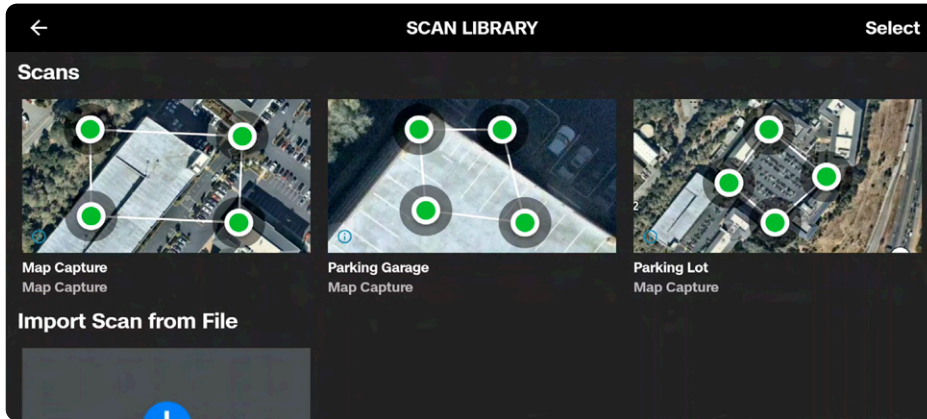 SCAN LIBRARY
Select
Scans
Map Capture
Map Capture
Parking Garage
Map Capture
2
Parking Lot
Map Capture
Import Scan from File